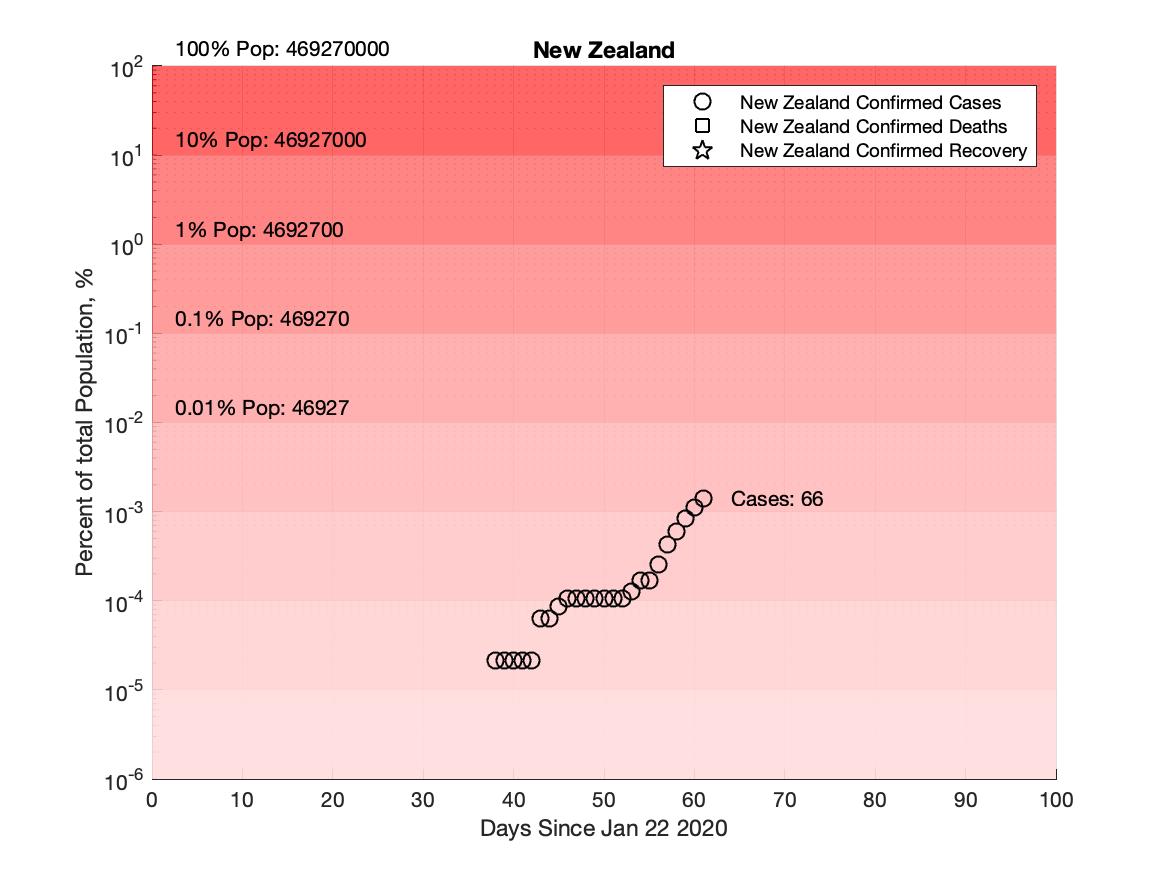 New Zealand
100% Pop: 469270000
10% Pop: 46927000
1% Pop: 4692700
0.1% Pop: 469270
0.01% Pop: 46927
New Zealand Confirmed Cases
New Zealand Confirmed Deaths
New Zealand Confirmed Recovery
Cases: 66
Percent of total Population, %
10^2
10^1
10^0
10^-1
10^-2
10^-3
10^-4
10^-5
10^-6
0 10 20 30 40 50 60 70 80 90 100
Days Since Jan 22 2020